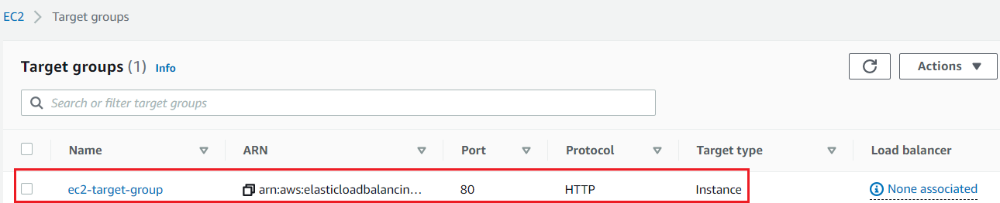 EC2 > Target groups
Target groups (1) Info
Actions
Search or filter target groups
Name ARN Port Protocol Target type Load balancer
ec2-target-group arn:aws:elasticloadbalancin... 80 HTTP Instance None associated